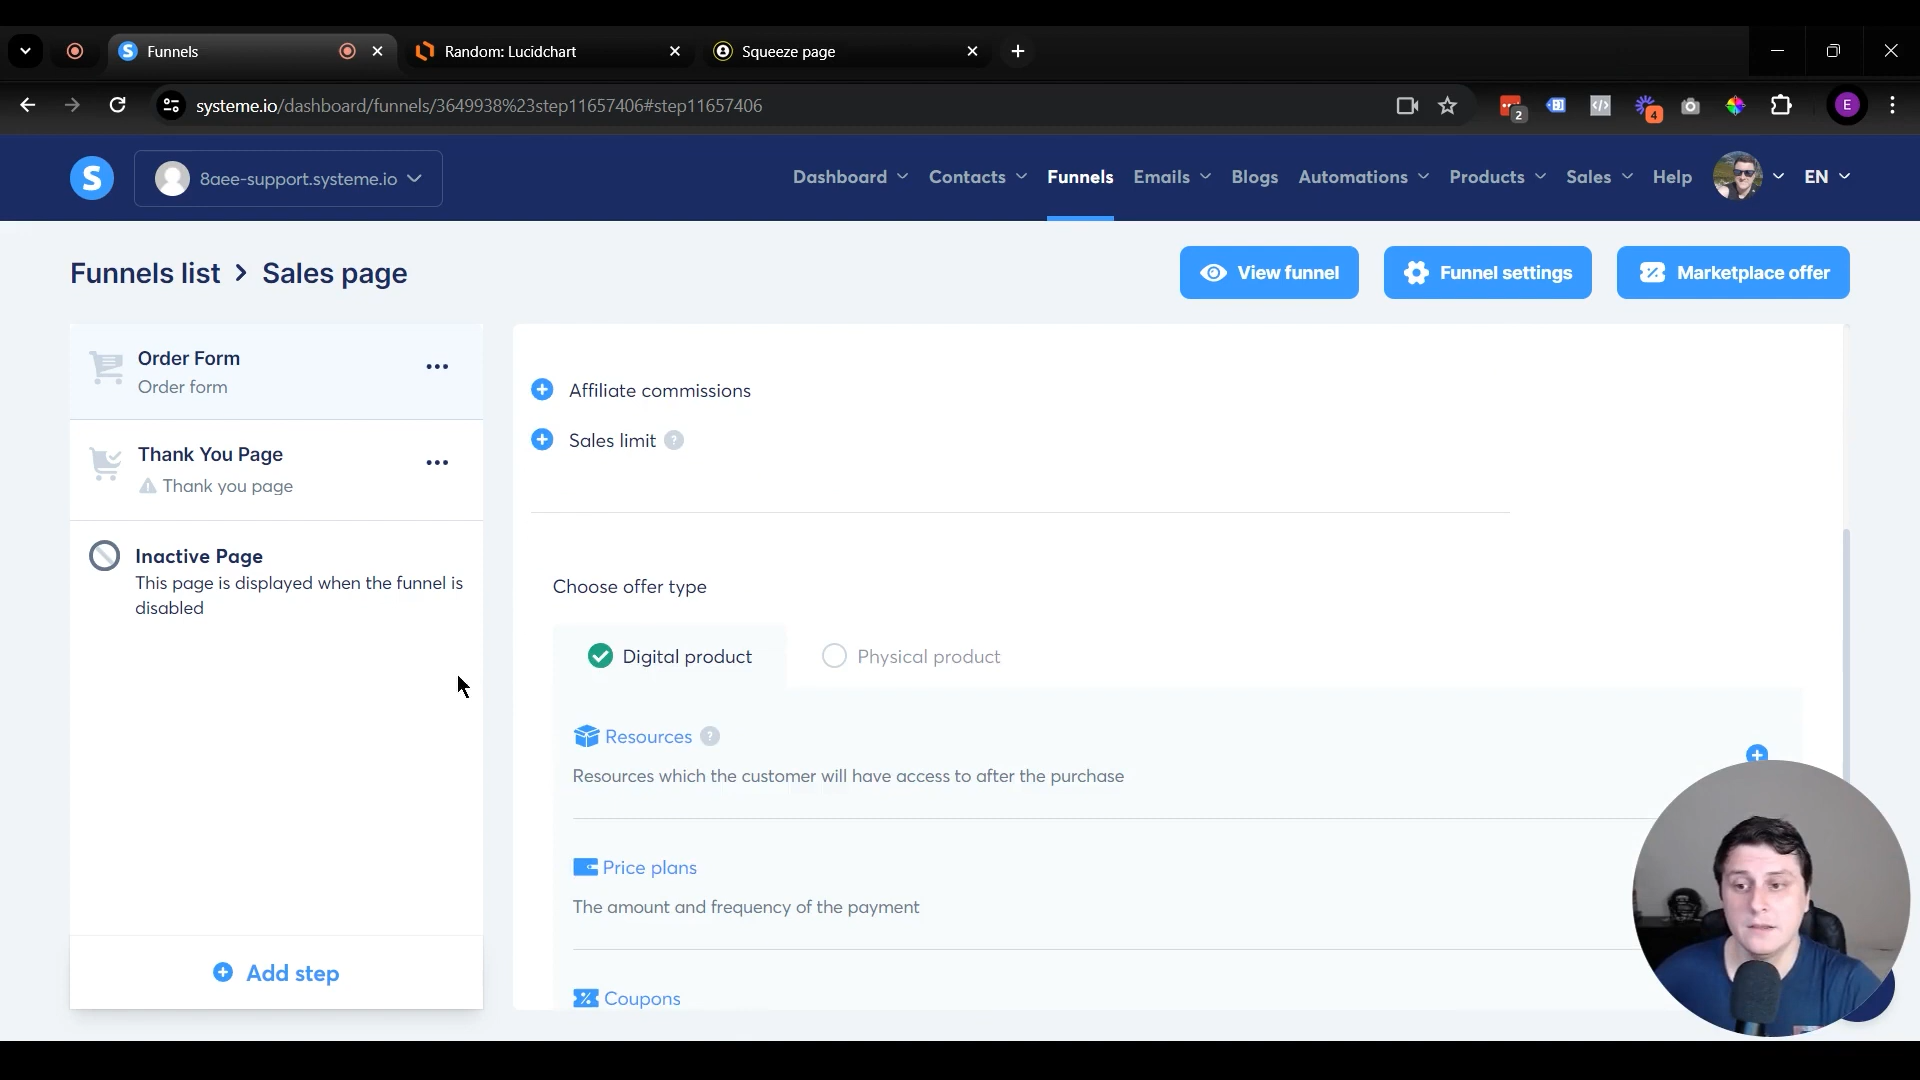 Funnels
Random: Lucidchart
Squeeze page
systeme.io/dashboard/funnels/3649938%23step11657406#step11657406
2
4
E
S
8aee-support.systeme.io
Dashboard
Contacts
Funnels
Emails
Blogs
Automations
Products
Sales
Help
EN
Funnels list > Sales page
View funnel
Funnel settings
Marketplace offer
Order Form
Order form
Thank You Page
Thank you page
Inactive Page
This page is displayed when the funnel is
disabled
Add step
Affiliate commissions
Sales limit ?
Choose offer type
Digital product
Physical product
Resources ?
Resources which the customer will have access to after the purchase
Price plans
The amount and frequency of the payment
Coupons